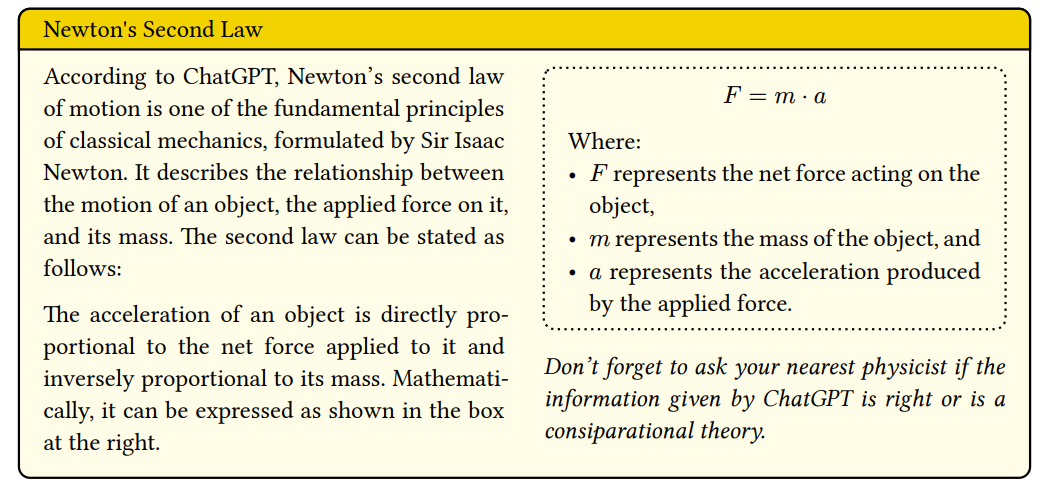 Newton's Second Law
According to ChatGPT, Newton’s second law
of motion is one of the fundamental principles
of classical mechanics, formulated by Sir Isaac
Newton. It describes the relationship between
the motion of an object, the applied force on it,
and its mass. The second law can be stated as
follows:
The acceleration of an object is directly pro-
portional to the net force applied to it and
inversely proportional to its mass. Mathemati-
cally, it can be expressed as shown in the box
at the right.
F = m · a
Where:
• F represents the net force acting on the
object,
• m represents the mass of the object, and
• a represents the acceleration produced
by the applied force.
Don’t forget to ask your nearest physicist if the
information given by ChatGPT is right or is a
consiparational theory.